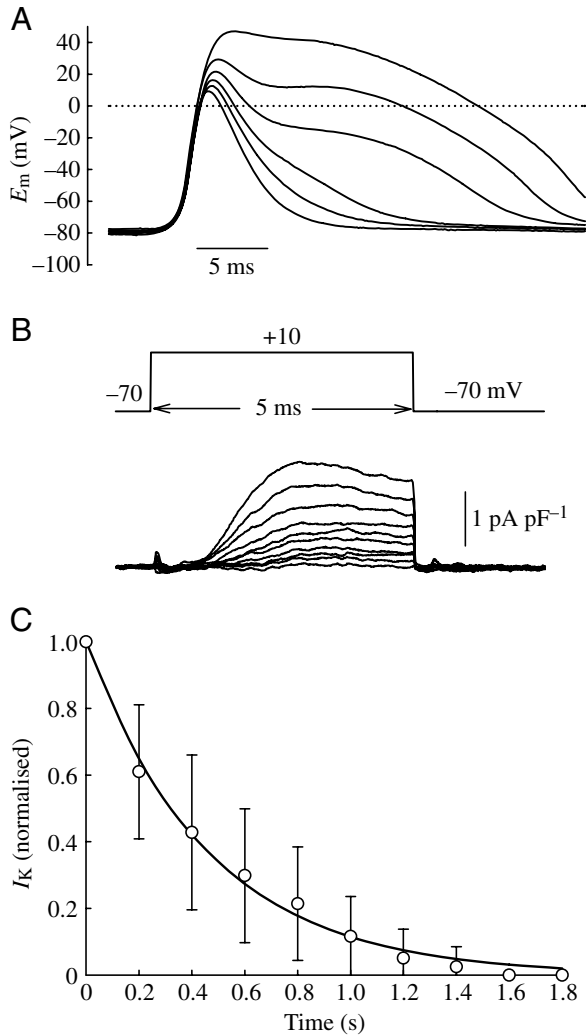 A
40
20
0
−20
−40
−60
−80
−100
E_m (mV)
5 ms
B
+10
−70
5 ms
−70 mV
1 pA pF⁻¹
C
1.0
0.8
0.6
0.4
0.2
0
I_K (normalised)
0 0.2 0.4 0.6 0.8 1.0 1.2 1.4 1.6 1.8
Time (s)